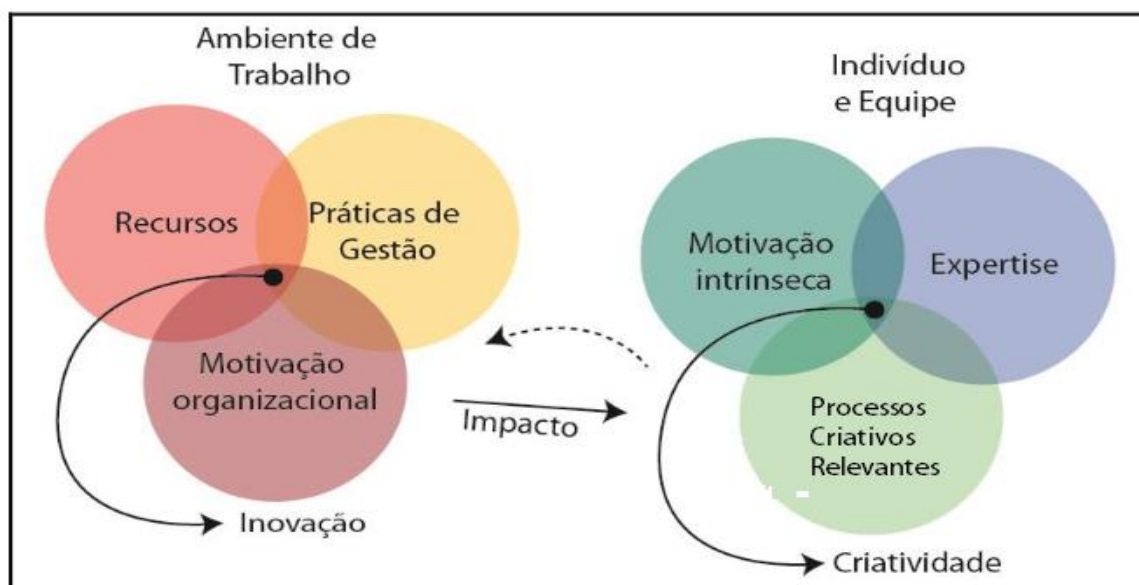 Ambiente de
Trabalho
Recursos
Práticas de
Gestão
Motivação
organizacional
Inovação
Impacto
Indivíduo
e Equipe
Motivação
intrínseca
Expertise
Processos
Criativos
Relevantes
Criatividade